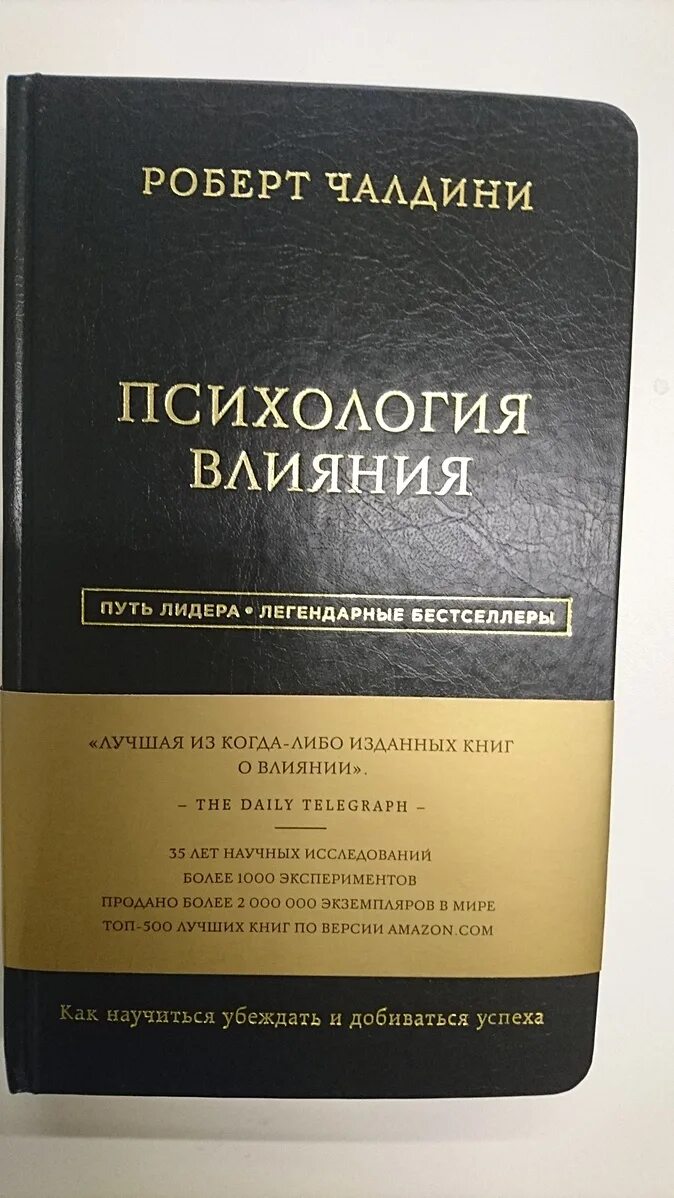 РОБЕРТ ЧАЛДИНИ
ПСИХОЛОГИЯ
ВЛИЯНИЯ
ПУТЬ ЛИДЕРА • ЛЕГЕНДАРНЫЕ БЕСТСЕЛЛЕРЫ
«ЛУЧШАЯ ИЗ КОГДА-ЛИБО ИЗДАННЫХ КНИГ
О ВЛИЯНИИ».
– THE DAILY TELEGRAPH –
35 ЛЕТ НАУЧНЫХ ИССЛЕДОВАНИЙ
БОЛЕЕ 1000 ЭКСПЕРИМЕНТОВ
ПРОДАНО БОЛЕЕ 2 000 000 ЭКЗЕМПЛЯРОВ В МИРЕ
ТОП-500 ЛУЧШИХ КНИГ ПО ВЕРСИИ AMAZON.COM
Как научиться убеждать и добиваться успеха